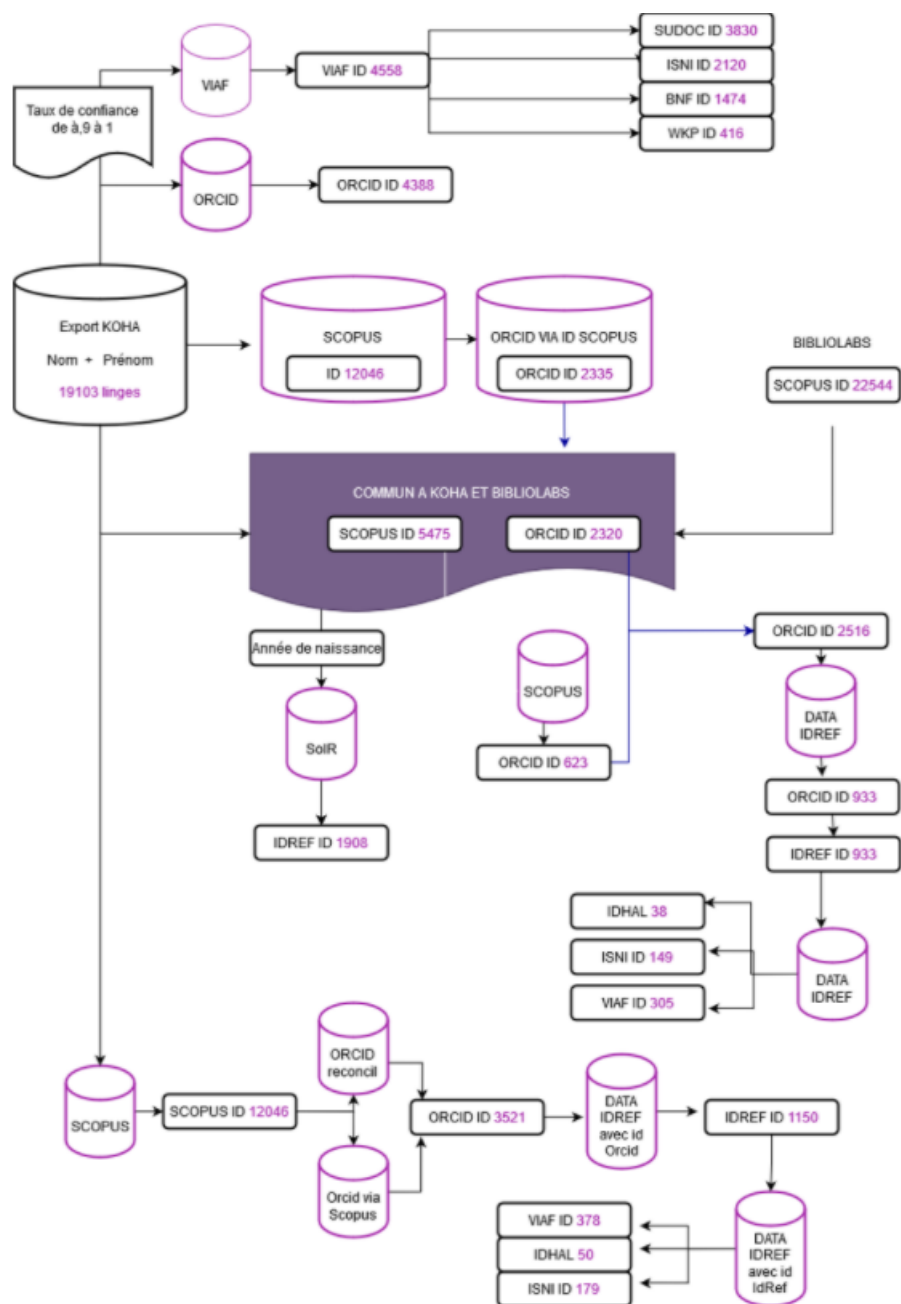 SUDOC ID 3830
VIAF
VIAF ID 4558
ISNI ID 2120
BNF ID 1474
WKP ID 416
Taux de confiance
de à,9 à 1
ORCID
ORCID ID 4388
Export KOHA
Nom + Prénom
19103 linges
SCOPUS
ID 12046
ORCID VIA ID SCOPUS
ORCID ID 2335
BIBLIOLABS
SCOPUS ID 22544
COMMUN A KOHA ET BIBLIOLABS
SCOPUS ID 5475
ORCID ID 2320
Année de naissance
SolR
IDREF ID 1908
SCOPUS
ORCID ID 623
ORCID ID 2516
DATA
IDREF
ORCID ID 933
IDREF ID 933
DATA
IDREF
IDHAL 38
ISNI ID 149
VIAF ID 305
SCOPUS
SCOPUS ID 12046
ORCID
reconcil
Orcid via
Scopus
ORCID ID 3521
DATA
IDREF
avec id
Orcid
IDREF ID 1150
DATA
IDREF
avec id
IdRef
VIAF ID 378
IDHAL 50
ISNI ID 179